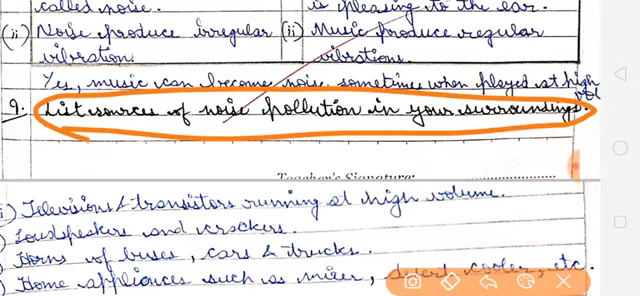 called noise.
is pleasing to the ear.
(ii) Noise produce irregular vibration.
(ii) Music produce regular vibrations.
Yes, music can become noise sometimes when played at high vol
9. List sources of noise pollution in your surroundings.
Teacher's Signature:
i) Televisions & transistors running at high volume.
) Loudspeakers and crackers.
) Horns of buses, cars & trucks.
) Home appliances such as mixer, desert cooler, etc.